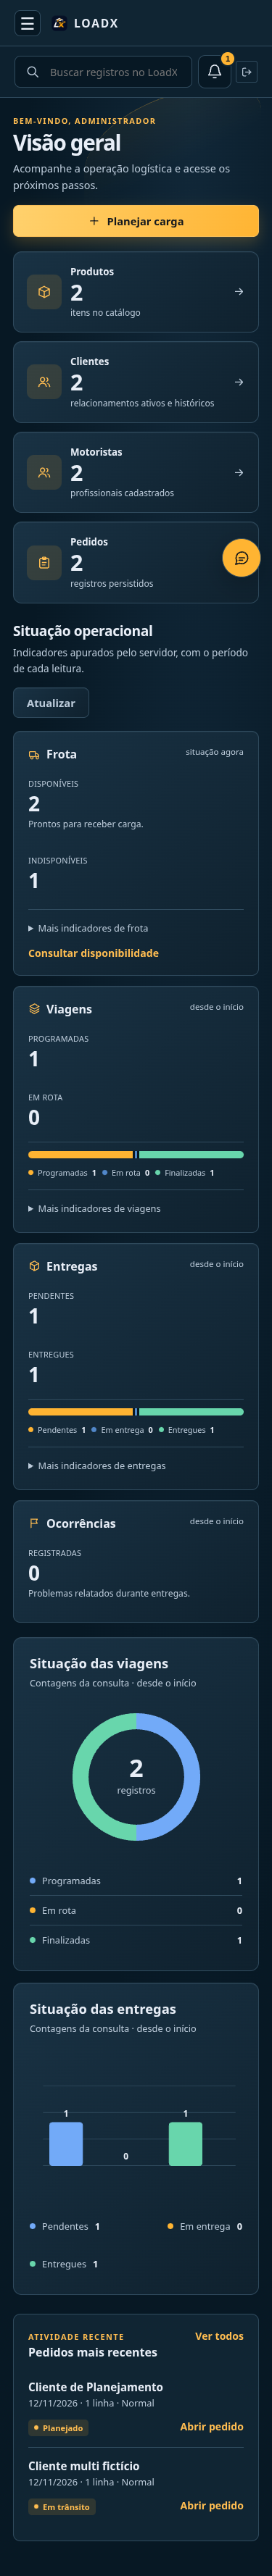 LOADX
Buscar registros no LoadX
1
BEM-VINDO, ADMINISTRADOR
Visão geral
Acompanhe a operação logística e acesse os
próximos passos.
+ Planejar carga
Produtos
2
itens no catálogo
→
Clientes
2
relacionamentos ativos e históricos
→
Motoristas
2
profissionais cadastrados
→
Pedidos
2
registros persistidos
Situação operacional
Indicadores apurados pelo servidor, com o período
de cada leitura.
Atualizar
Frota
situação agora
DISPONÍVEIS
2
Prontos para receber carga.
INDISPONÍVEIS
1
▶ Mais indicadores de frota
Consultar disponibilidade
Viagens
desde o início
PROGRAMADAS
1
EM ROTA
0
Programadas 1 Em rota 0 Finalizadas 1
▶ Mais indicadores de viagens
Entregas
desde o início
PENDENTES
1
ENTREGUES
1
Pendentes 1 Em entrega 0 Entregues 1
▶ Mais indicadores de entregas
Ocorrências
desde o início
REGISTRADAS
0
Problemas relatados durante entregas.
Situação das viagens
Contagens da consulta · desde o início
2
registros
Programadas 1
Em rota 0
Finalizadas 1
Situação das entregas
Contagens da consulta · desde o início
1
0
1
Pendentes 1
Em entrega 0
Entregues 1
ATIVIDADE RECENTE
Ver todos
Pedidos mais recentes
Cliente de Planejamento
12/11/2026 · 1 linha · Normal
Planejado
Abrir pedido
Cliente multi fictício
12/11/2026 · 1 linha · Normal
Em trânsito
Abrir pedido